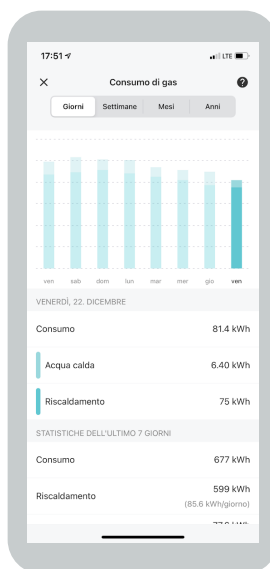 17:51 LTE
Consumo di gas ?
Giorni Settimane Mesi Anni
ven sab dom lun mar mer gio ven
VENERDÌ, 22. DICEMBRE
Consumo 81.4 kWh
Acqua calda 6.40 kWh
Riscaldamento 75 kWh
STATISTICHE DELL'ULTIMO 7 GIORNI
Consumo 677 kWh
Riscaldamento 599 kWh
(85.6 kWh/giorno)